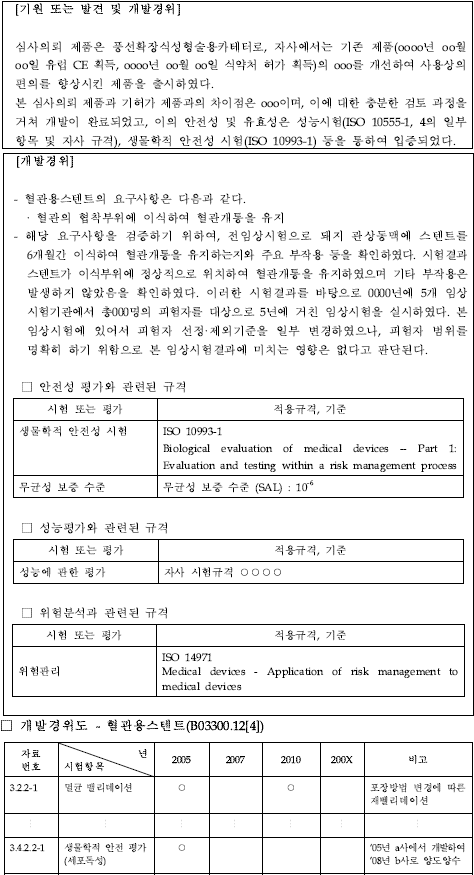 [기원 또는 발견 및 개발경위]
심사의뢰 제품은 풍선확장식성형술용카테터로, 자사에서는 기존 제품(oooo년 oo월
oo일 유럽 CE 획득, oooo년 oo월 oo일 식약처 허가 획득)의 ooo를 개선하여 사용상의
편의를 향상시킨 제품을 출시하였다.
본 심사의뢰 제품과 기허가 제품과의 차이점은 ooo이며, 이에 대한 충분한 검토 과정을
거쳐 개발이 완료되었고, 이의 안전성 및 유효성은 성능시험(ISO 10555-1, 4의 일부
항목 및 자사 규격), 생물학적 안전성 시험(ISO 10993-1) 등을 통하여 입증되었다.
[개발경위]
- 혈관용스텐트의 요구사항은 다음과 같다.
· 혈관의 협착부위에 이식하여 혈관개통을 유지
- 해당 요구사항을 검증하기 위하여, 전임상시험으로 돼지 관상동맥에 스텐트를
6개월간 이식하여 혈관개통을 유지하는지와 주요 부작용 등을 확인하였다. 시험결과
스텐트가 이식부위에 정상적으로 위치하여 혈관개통을 유지하였으며 기타 부작용은
발생하지 않았음을 확인하였다. 이러한 시험결과를 바탕으로 0000년에 5개 임상
시험기관에서 총000명의 피험자를 대상으로 5년에 거친 임상시험을 실시하였다. 본
임상시험에 있어서 피험자 선정·제외기준을 일부 변경하였으나, 피험자 범위를
명확히 하기 위함으로 본 임상시험결과에 미치는 영향은 없다고 판단된다.
□ 안전성 평가와 관련된 규격
시험 또는 평가 적용규격, 기준
생물학적 안전성 시험 ISO 10993-1
Biological evaluation of medical devices -- Part 1:
Evaluation and testing within a risk management process
무균성 보증 수준 무균성 보증 수준 (SAL) : 10⁻⁶
□ 성능평가와 관련된 규격
시험 또는 평가 적용규격, 기준
성능에 관한 평가 자사 시험규격 ○○○○
□ 위험분석과 관련된 규격
시험 또는 평가 적용규격, 기준
위험관리 ISO 14971
Medical devices - Application of risk management to
medical devices
□ 개발경위도 - 혈관용스텐트(B03300.12[4])
자료
번호 년
시험항목 2005 2007 2010 200X 비고
3.2.2-1 멸균 밸리데이션 ○ ○ 포장방법 변경에 따른
재밸리데이션
⋮ ⋮ ⋮ ⋮ ⋮ ⋮ ⋮
3.4.2.2-1 생물학적 안전 평가
(세포독성) ○ '05년 a사에서 개발하여
'08년 b사로 양도양수